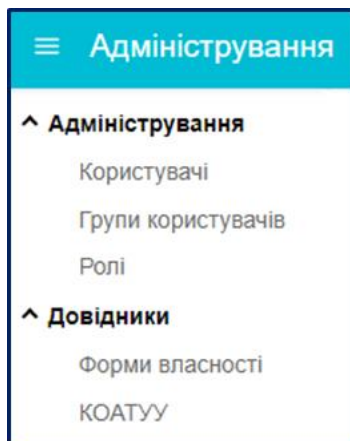 Адміністрування
Адміністрування
Користувачі
Групи користувачів
Ролі
Довідники
Форми власності
КОАТУУ